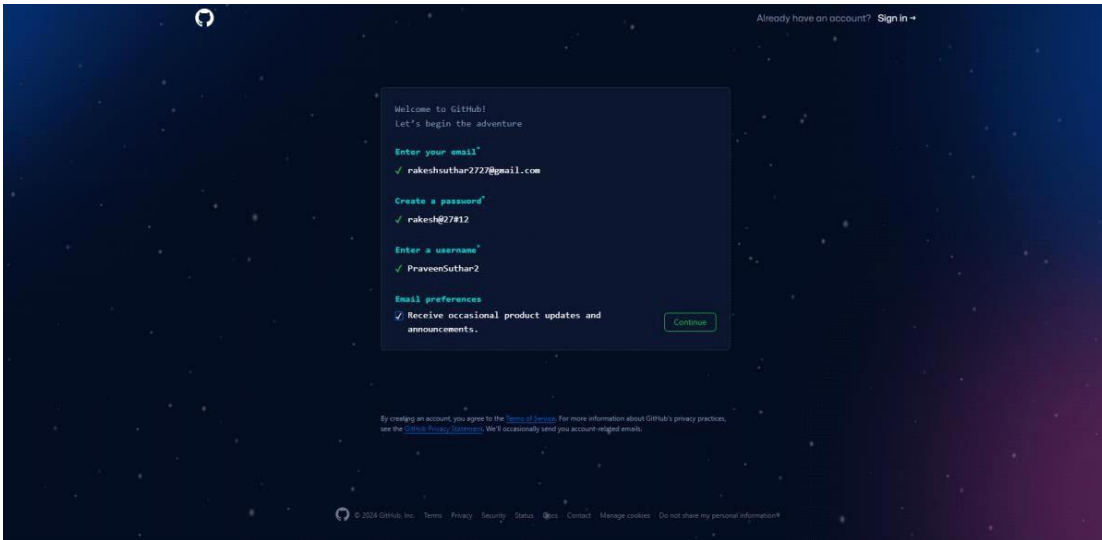 Already have an account? Sign in →
Welcome to GitHub!
Let's begin the adventure
Enter your email*
✓ rakeshsuthar2727@gmail.com
Create a password*
✓ rakesh@27#12
Enter a username*
✓ PraveenSuthar2
Email preferences
Receive occasional product updates and
announcements.
Continue
By creating an account, you agree to the Terms of Service. For more information about GitHub's privacy practices,
see the GitHub Privacy Statement. We'll occasionally send you account-related emails.
© 2024 GitHub, Inc. Terms Privacy Security Status Docs Contact Manage cookies Do not share my personal information